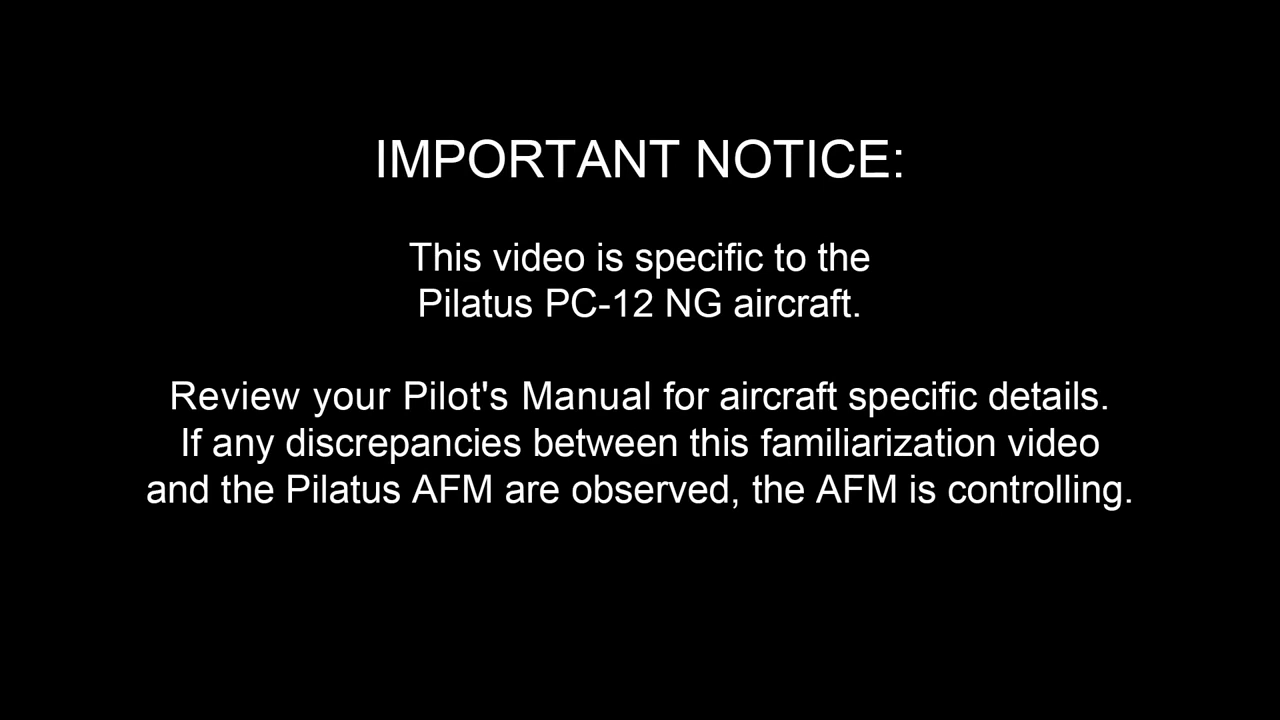 IMPORTANT NOTICE:
This video is specific to the
Pilatus PC-12 NG aircraft.
Review your Pilot's Manual for aircraft specific details.
If any discrepancies between this familiarization video
and the Pilatus AFM are observed, the AFM is controlling.